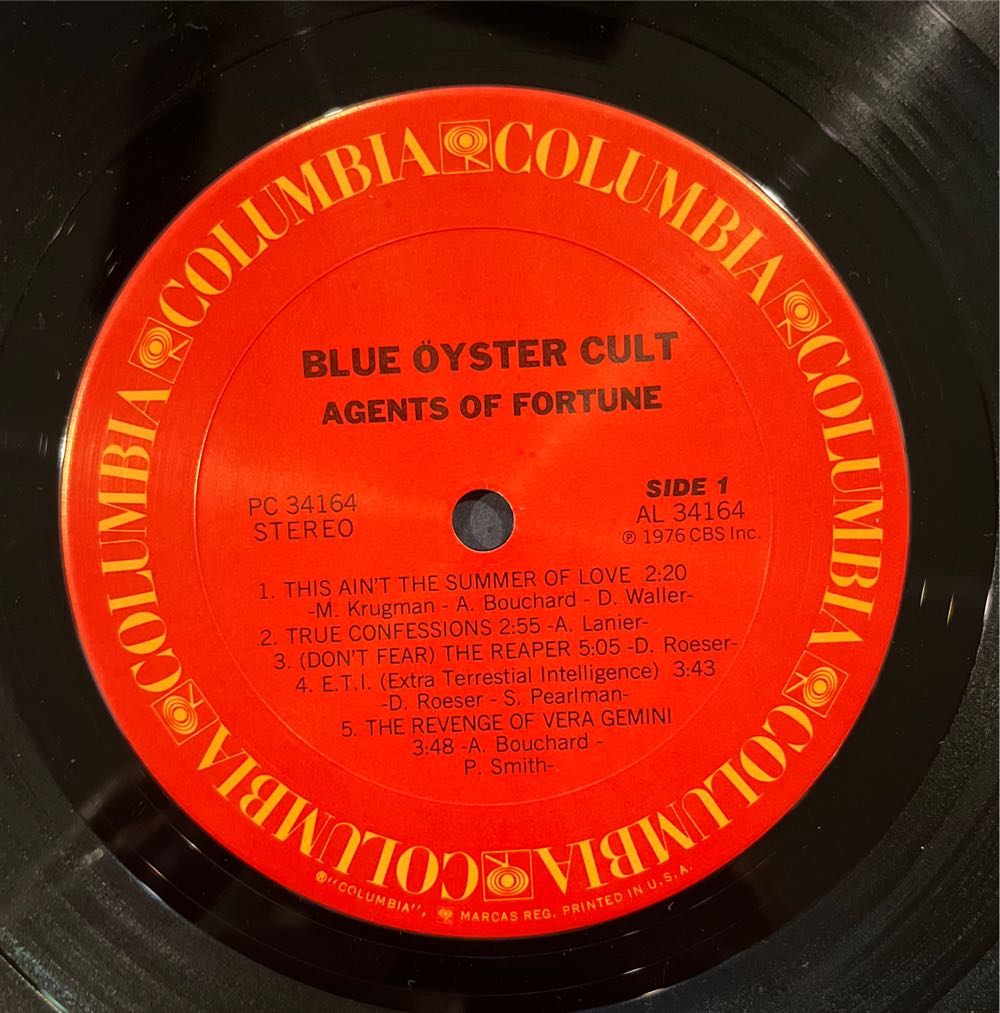 COLUMBIA COLUMBIA COLUMBIA COLUMBIA COLUMBIA COLUMBIA COLUMBIA
BLUE ÖYSTER CULT
AGENTS OF FORTUNE
PC 34164
STEREO
SIDE 1
AL 34164
℗ 1976 CBS Inc.
1. THIS AIN'T THE SUMMER OF LOVE 2:20
-M. Krugman - A. Bouchard - D. Waller-
2. TRUE CONFESSIONS 2:55 -A. Lanier-
3. (DON'T FEAR) THE REAPER 5:05 -D. Roeser-
4. E.T.I. (Extra Terrestial Intelligence) 3:43
-D. Roeser - S. Pearlman-
5. THE REVENGE OF VERA GEMINI
3:48 -A. Bouchard -
P. Smith-
®"COLUMBIA", MARCAS REG. PRINTED IN U.S.A.